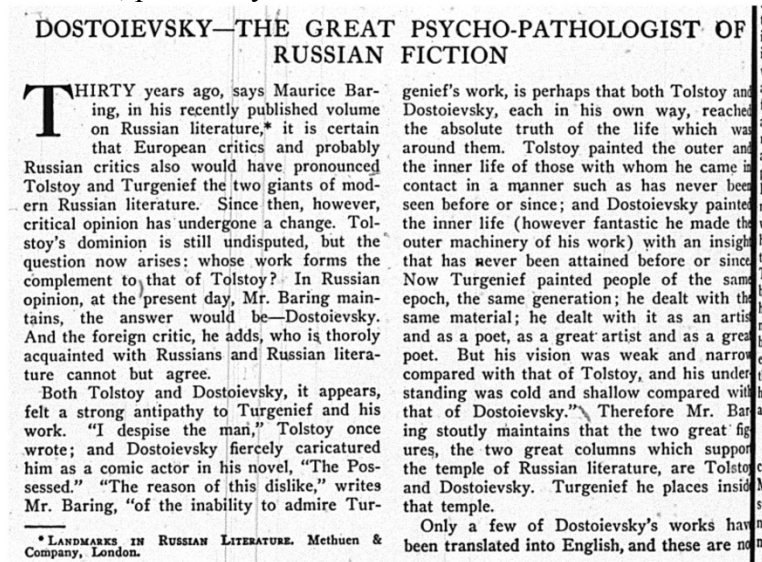 DOSTOIEVSKY—THE GREAT PSYCHO-PATHOLOGIST OF
RUSSIAN FICTION
THIRTY years ago, says Maurice Bar-
ing, in his recently published volume
on Russian literature,* it is certain
that European critics and probably
Russian critics also would have pronounced
Tolstoy and Turgenief the two giants of mod-
ern Russian literature. Since then, however,
critical opinion has undergone a change. Tol-
stoy's dominion is still undisputed, but the
question now arises: whose work forms the
complement to that of Tolstoy? In Russian
opinion, at the present day, Mr. Baring main-
tains, the answer would be—Dostoievsky.
And the foreign critic, he adds, who is thoroly
acquainted with Russians and Russian litera-
ture cannot but agree.
Both Tolstoy and Dostoievsky, it appears,
felt a strong antipathy to Turgenief and his
work. "I despise the man," Tolstoy once
wrote; and Dostoievsky fiercely caricatured
him as a comic actor in his novel, "The Pos-
sessed." "The reason of this dislike," writes
Mr. Baring, "of the inability to admire Tur-
* LANDMARKS IN RUSSIAN LITERATURE. Methuen &
Company, London.
genief's work, is perhaps that both Tolstoy and
Dostoievsky, each in his own way, reached
the absolute truth of the life which was
around them. Tolstoy painted the outer and
the inner life of those with whom he came in
contact in a manner such as has never been
seen before or since; and Dostoievsky painted
the inner life (however fantastic he made the
outer machinery of his work) with an insight
that has never been attained before or since.
Now Turgenief painted people of the same
epoch, the same generation; he dealt with the
same material; he dealt with it as an artist
and as a poet, as a great artist and as a great
poet. But his vision was weak and narrow
compared with that of Tolstoy, and his under-
standing was cold and shallow compared with
that of Dostoievsky." Therefore Mr. Bar-
ing stoutly maintains that the two great fig-
ures, the two great columns which support
the temple of Russian literature, are Tolstoy
and Dostoievsky. Turgenief he places inside
that temple.
Only a few of Dostoievsky's works have
been translated into English, and these are no